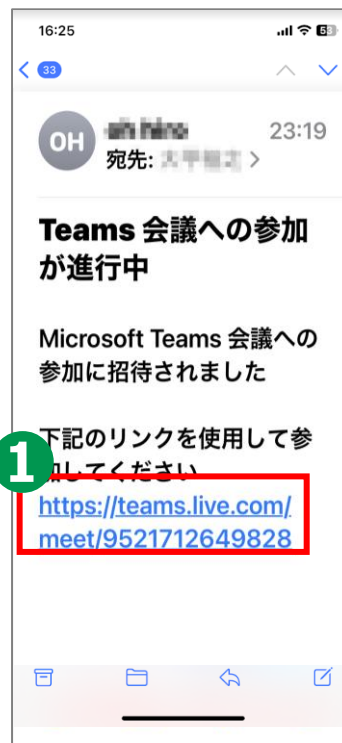 16:25
33
OH
23:19
宛先:
Teams 会議への参加
が進行中
Microsoft Teams 会議への
参加に招待されました
下記のリンクを使用して参
加してください
1
https://teams.live.com/
meet/9521712649828